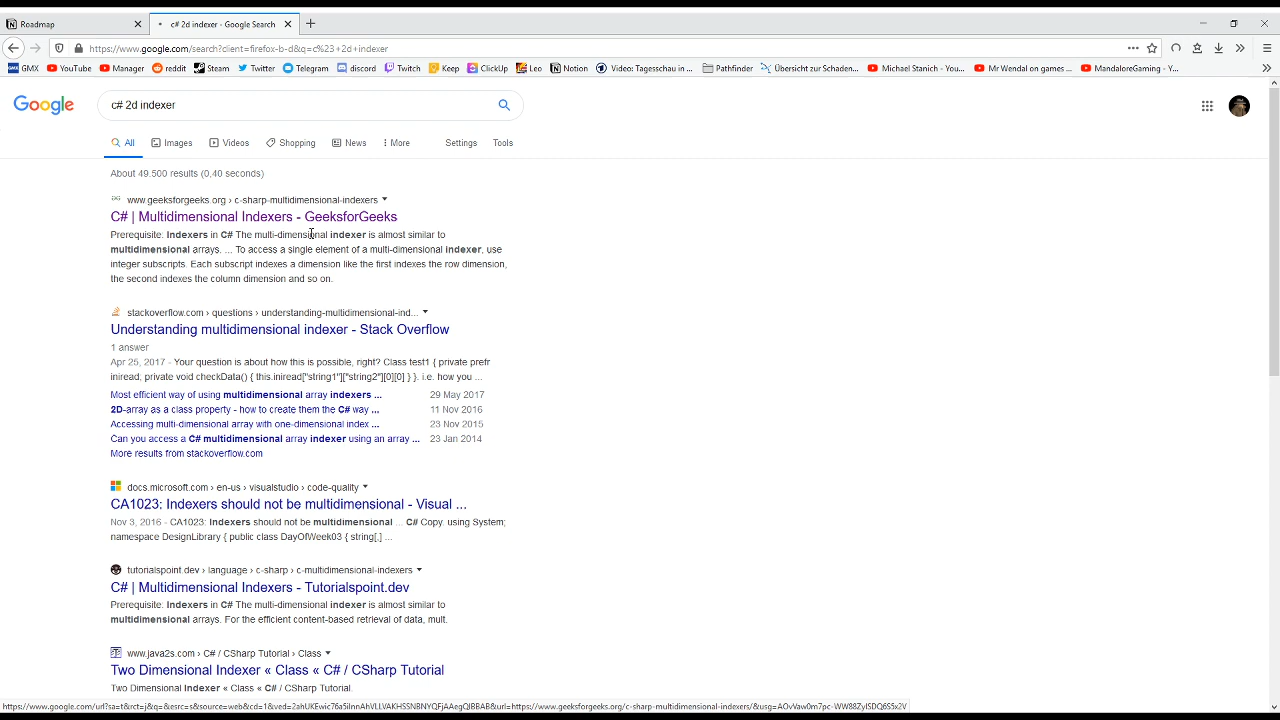 Roadmap
c# 2d indexer - Google Search
https://www.google.com/search?client=firefox-b-d&q=c%23+2d+indexer
GMX
YouTube
Manager
reddit
Steam
Twitter
Telegram
discord
Twitch
Keep
ClickUp
Notion
Video: Tagesschau in ...
Pathfinder
Übersicht zur Schaden...
Michael Stanich - You...
Mr Wendal on games ...
MandaloreGaming - Y...
Google
c# 2d indexer
All
Images
Videos
Shopping
News
More
Settings
Tools
About 49.500 results (0,40 seconds)
www.geeksforgeeks.org › c-sharp-multidimensional-indexers
C# | Multidimensional Indexers - GeeksforGeeks
Prerequisite: Indexers in C# The multi-dimensional indexer is almost similar to
multidimensional arrays. ... To access a single element of a multi-dimensional indexer, use
integer subscripts. Each subscript indexes a dimension like the first indexes the row dimension,
the second indexes the column dimension and so on.
stackoverflow.com › questions › understanding-multidimensional-ind...
Understanding multidimensional indexer - Stack Overflow
1 answer
Apr 25, 2017 - Your question is about how this is possible, right? Class test1 { private prefr
iniread; private void checkData() { this.iniread["string1"]["string2"][0][0] } }. i.e. how you ...
Most efficient way of using multidimensional array indexers ... 29 May 2017
2D-array as a class property - how to create them the C# way ... 11 Nov 2016
Accessing multi-dimensional array with one-dimensional index ... 23 Nov 2015
Can you access a C# multidimensional array indexer using an array ... 23 Jan 2014
More results from stackoverflow.com
docs.microsoft.com › en-us › visualstudio › code-quality
CA1023: Indexers should not be multidimensional - Visual ...
Nov 3, 2016 - CA1023: Indexers should not be multidimensional ... C# Copy. using System;
namespace DesignLibrary { public class DayOfWeek03 { string[,] ...
tutorialspoint.dev › language › c-sharp › c-multidimensional-indexers
C# | Multidimensional Indexers - Tutorialspoint.dev
Prerequisite: Indexers in C# The multi-dimensional indexer is almost similar to
multidimensional arrays. For the efficient content-based retrieval of data, mult.
www.java2s.com › C# / CSharp Tutorial › Class
Two Dimensional Indexer « Class « C# / CSharp Tutorial
Two Dimensional Indexer « Class « C# / CSharp Tutorial.